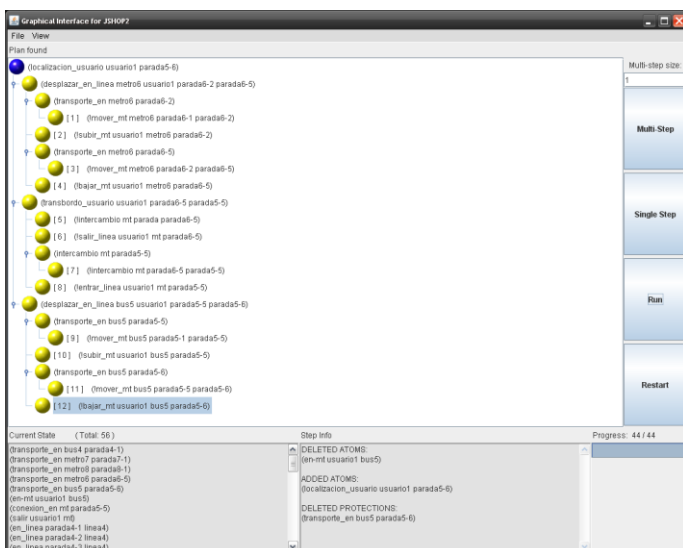 Graphical Interface for JSHOP2
File View
Plan found
(localizacion_usuario usuario1 parada5-6)
(desplazar_en_linea metro6 usuario1 parada6-2 parada6-5)
(transporte_en metro6 parada6-2)
[1] (!mover_mt metro6 parada6-1 parada6-2)
[2] (!subir_mt usuario1 metro6 parada6-2)
(transporte_en metro6 parada6-5)
[3] (!mover_mt metro6 parada6-2 parada6-5)
[4] (!bajar_mt usuario1 metro6 parada6-5)
(transbordo_usuario usuario1 parada6-5 parada5-5)
[5] (!intercambio mt parada parada6-5)
[6] (!salir_linea usuario1 mt parada6-5)
(intercambio mt parada5-5)
[7] (!intercambio mt parada6-5 parada5-5)
[8] (!entrar_linea usuario1 mt parada5-5)
(desplazar_en_linea bus5 usuario1 parada5-5 parada5-6)
(transporte_en bus5 parada5-5)
[9] (!mover_mt bus5 parada5-1 parada5-5)
[10] (!subir_mt usuario1 bus5 parada5-5)
(transporte_en bus5 parada5-6)
[11] (!mover_mt bus5 parada5-5 parada5-6)
[12] (!bajar_mt usuario1 bus5 parada5-6)
Multi-step size:
1
Multi-Step
Single Step
Run
Restart
Current State (Total: 56)
(transporte_en bus4 parada4-1)
(transporte_en metro7 parada7-1)
(transporte_en metro8 parada8-1)
(transporte_en metro6 parada6-5)
(transporte_en bus5 parada5-6)
(en-mt usuario1 bus5)
(conexion_en mt parada5-5)
(salir usuario1 mt)
(en_linea parada4-1 linea4)
(en_linea parada4-2 linea4)
(en_linea parada4-3 linea4)
Step Info
DELETED ATOMS:
(en-mt usuario1 bus5)
ADDED ATOMS:
(localizacion_usuario usuario1 parada5-6)
DELETED PROTECTIONS:
(transporte_en bus5 parada5-6)
Progress: 44 / 44